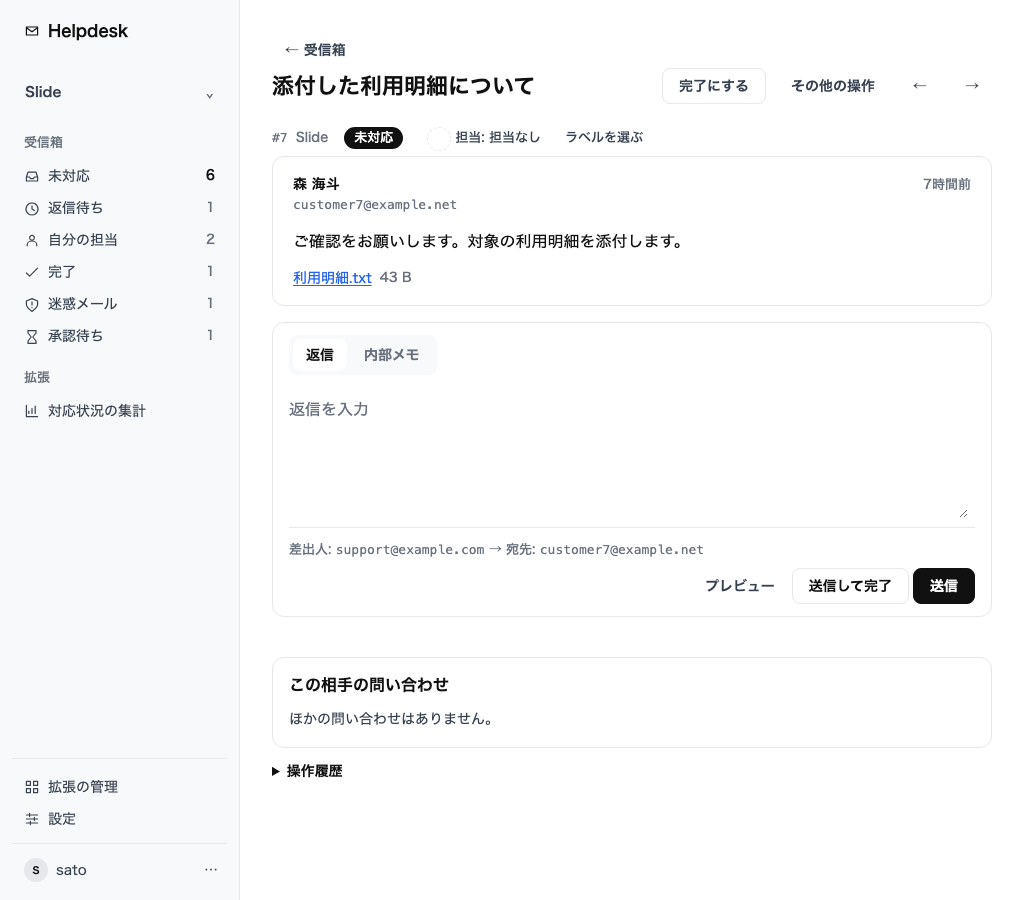 Helpdesk
Slide
受信箱
未対応 6
返信待ち 1
自分の担当 2
完了 1
迷惑メール 1
承認待ち 1
拡張
対応状況の集計
拡張の管理
設定
S sato ...
← 受信箱
添付した利用明細について
完了にする その他の操作 ← →
#7 Slide 未対応 担当: 担当なし ラベルを選ぶ
森 海斗 7時間前
customer7@example.net
ご確認をお願いします。対象の利用明細を添付します。
利用明細.txt 43 B
返信 内部メモ
返信を入力
差出人: support@example.com → 宛先: customer7@example.net
プレビュー 送信して完了 送信
この相手の問い合わせ
ほかの問い合わせはありません。
▶ 操作履歴